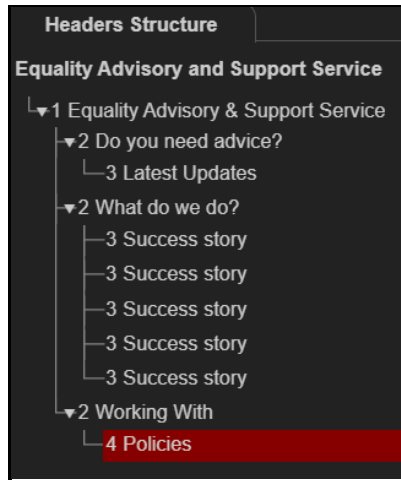 Headers Structure
Equality Advisory and Support Service
1 Equality Advisory & Support Service
2 Do you need advice?
3 Latest Updates
2 What do we do?
3 Success story
3 Success story
3 Success story
3 Success story
3 Success story
2 Working With
4 Policies